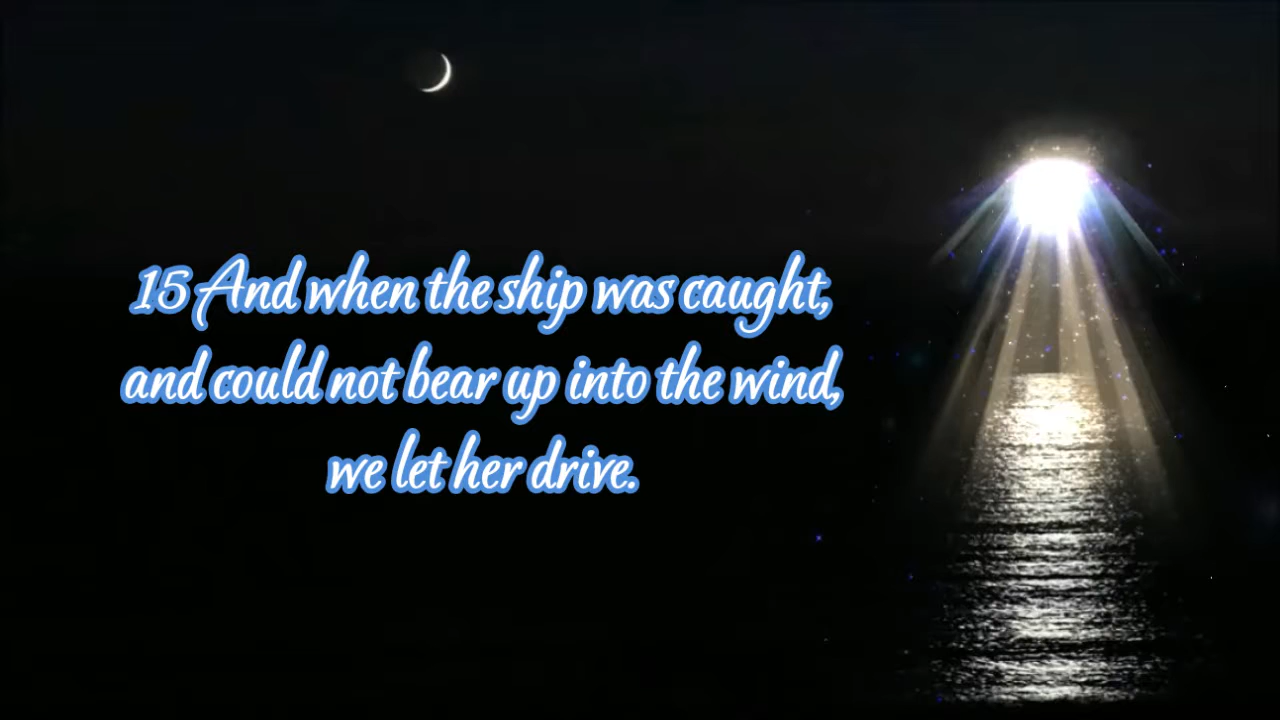 15 And when the ship was caught,
and could not bear up into the wind,
we let her drive.